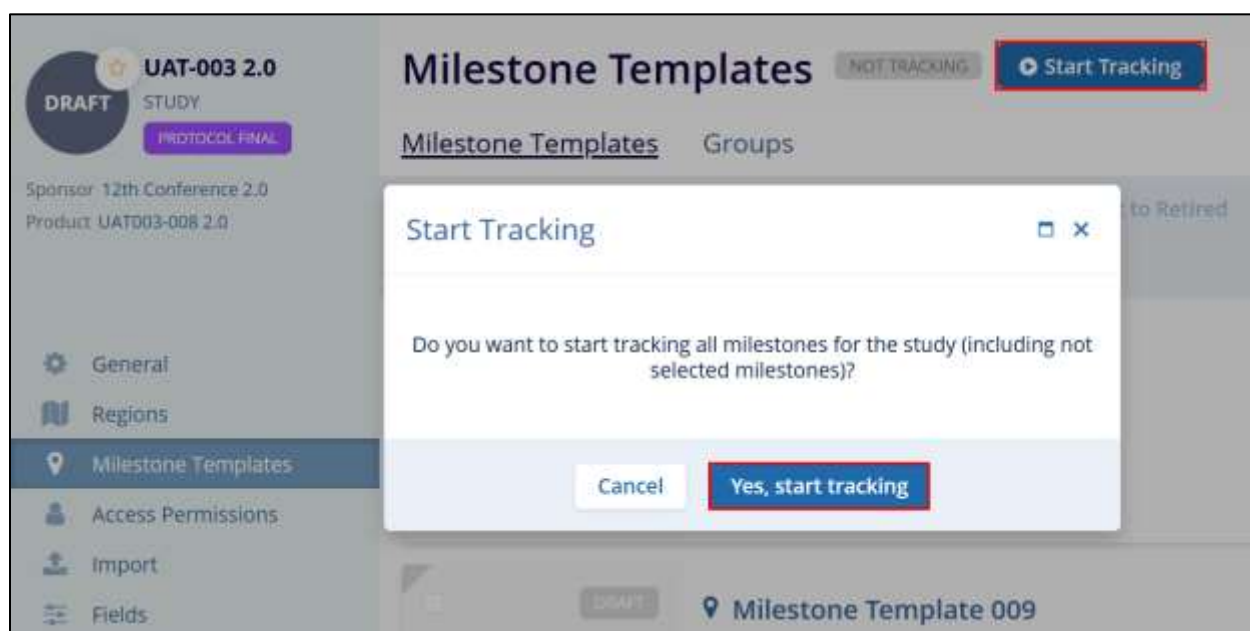 UAT-003 2.0
DRAFT
STUDY
PROTOCOL FINAL
Sponsor 12th Conference 2.0
Product UAT003-008 2.0
General
Regions
Milestone Templates
Access Permissions
Import
Fields
Milestone Templates NOT TRACKING Start Tracking
Milestone Templates Groups
to Retired
Start Tracking
Do you want to start tracking all milestones for the study (including not
selected milestones)?
Cancel Yes, start tracking
DRAFT
Milestone Template 009